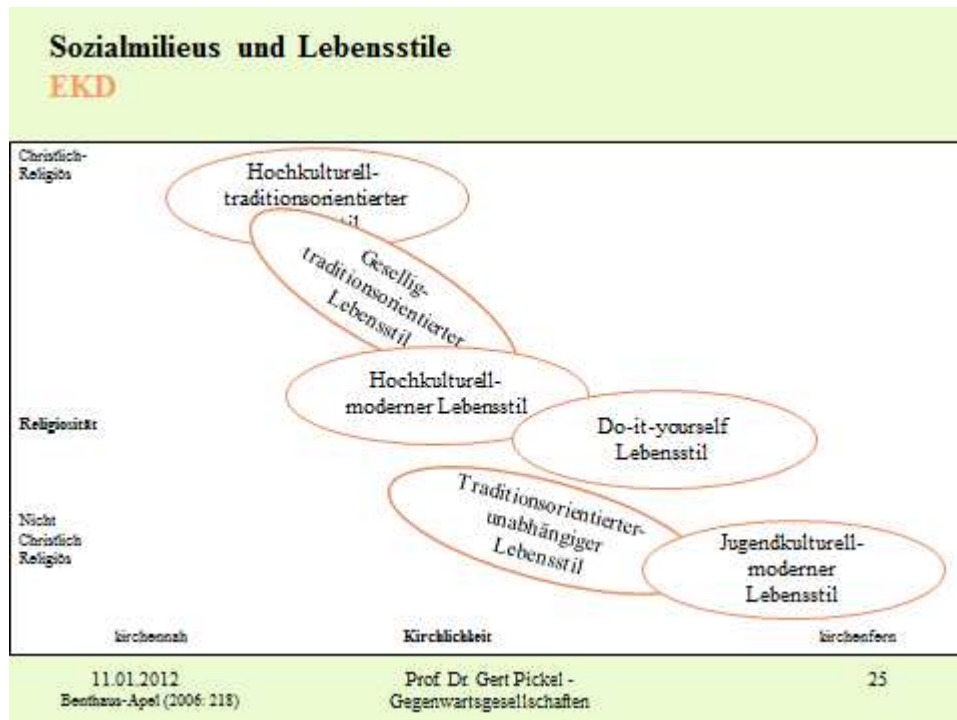 Sozialmilieus und Lebensstile
EKD
Christlich-
Religiös
Hochkulturell-
traditionsorientierter
Gesellig-
traditionsorientierter
Lebensstil
Hochkulturell-
moderner Lebensstil
Religiosität
Do-it-yourself
Lebensstil
Traditionsorientierter-
unabhängiger
Lebensstil
Nicht
Christlich
Religiös
Jugendkulturell-
moderner
Lebensstil
kirchennah
Kirchlichkeit
kirchenfern
11.01.2012
Benthaus-Apel (2006: 218)
Prof. Dr. Gert Pickel -
Gegenwartsgesellschaften
25